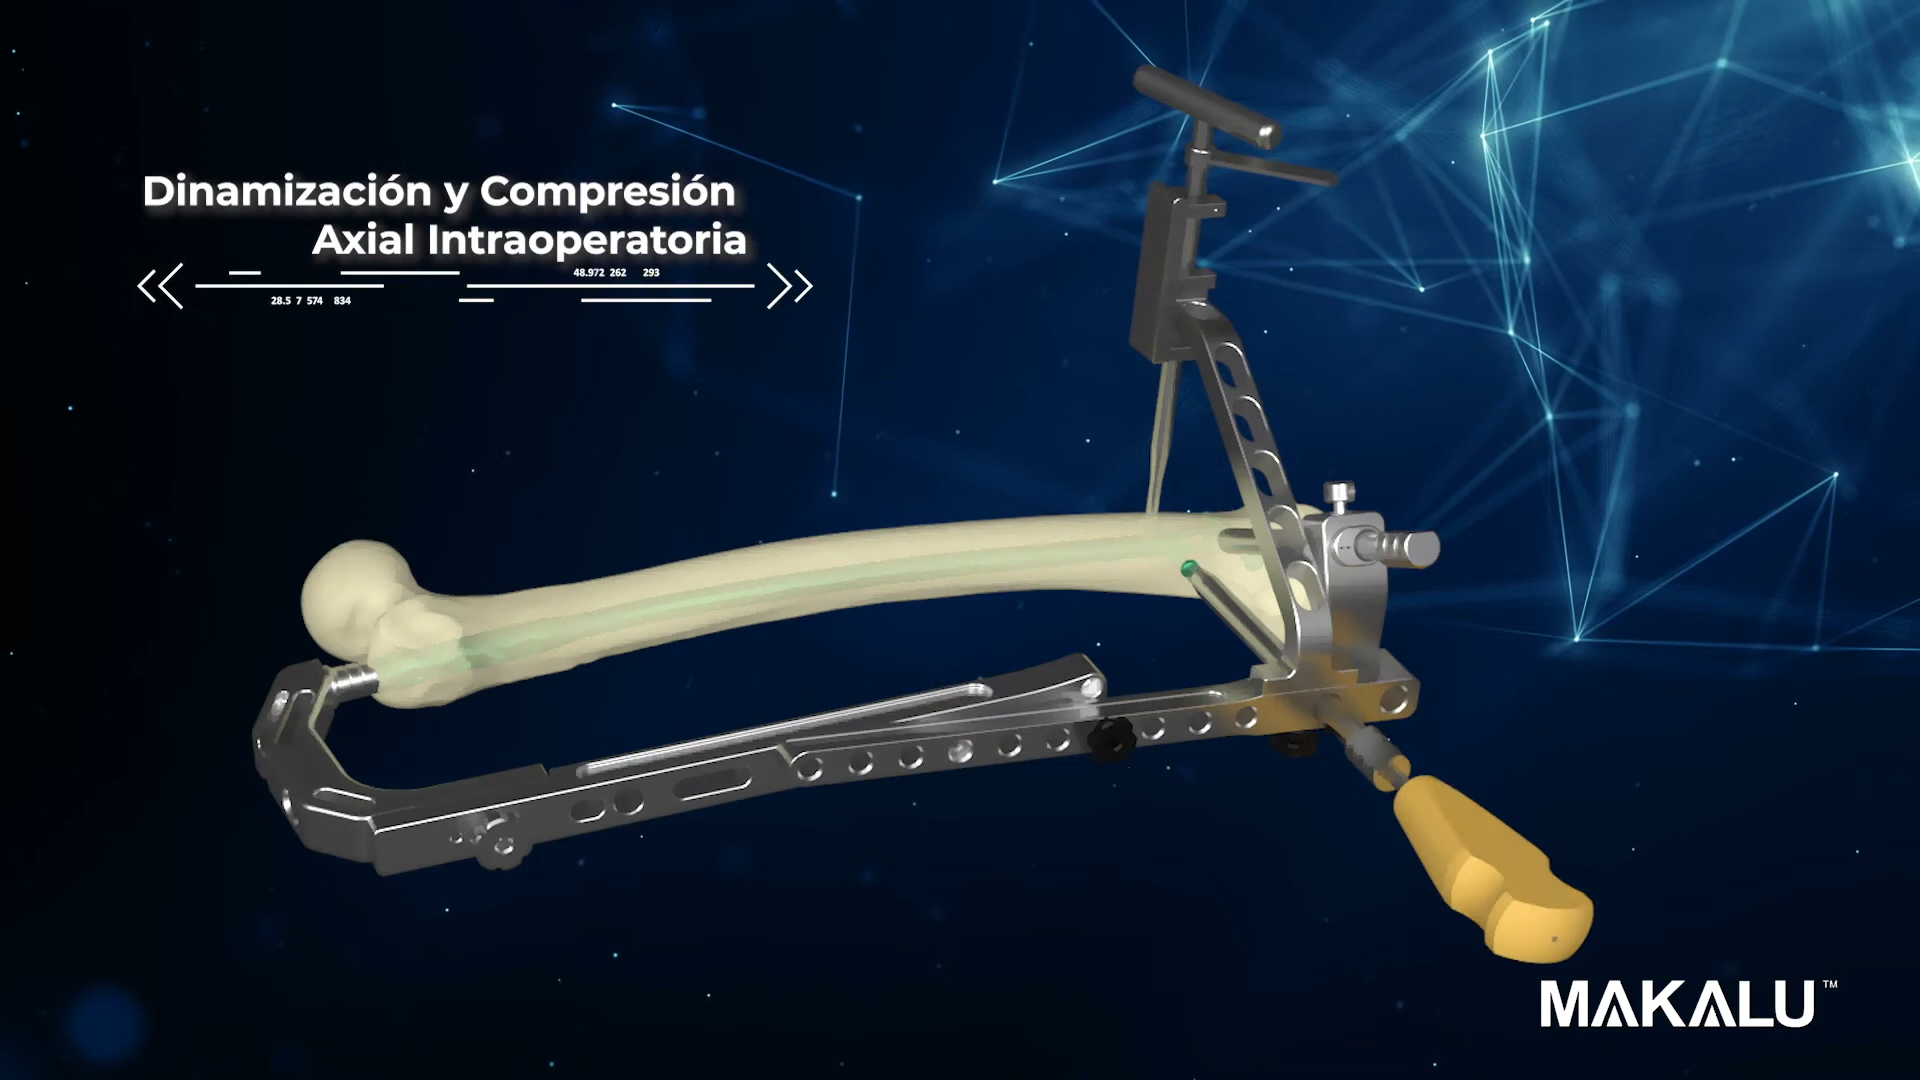 Dinamización y Compresión
Axial Intraoperatoria
48.972 262 293
28.5 7 574 834
MAKALU™